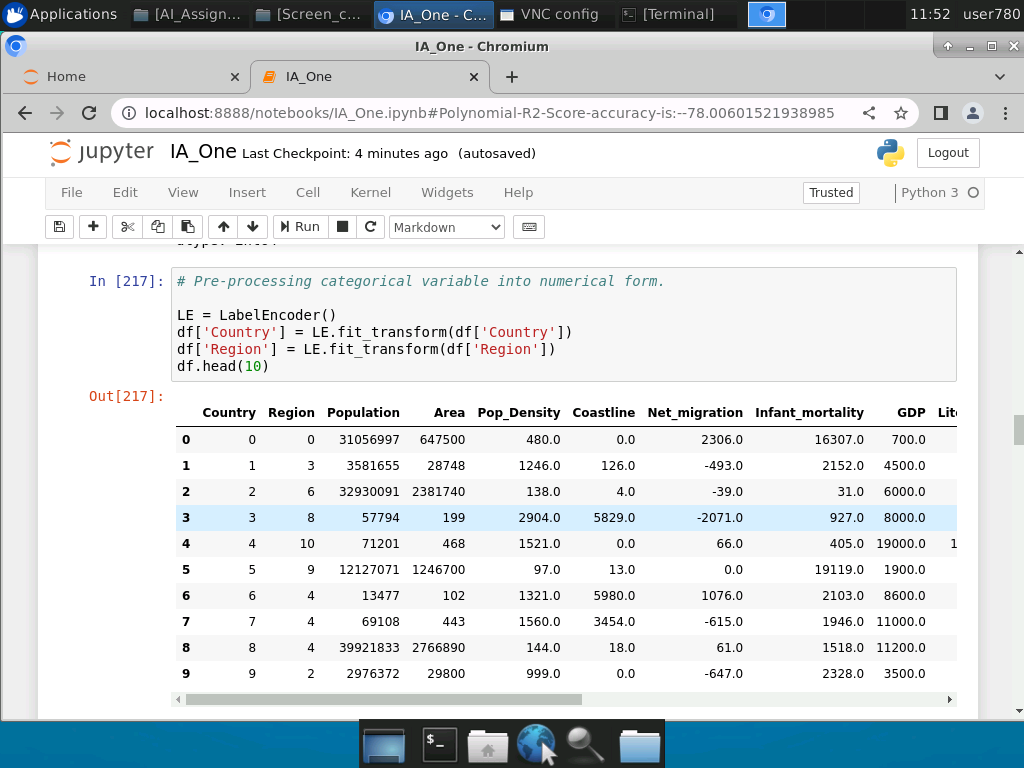 Applications [AI_Assign... [Screen_c... IA_One - C... VNC config [Terminal] 11:52 user780
IA_One - Chromium
Home IA_One
localhost:8888/notebooks/IA_One.ipynb#Polynomial-R2-Score-accuracy-is:--78.00601521938985
jupyter IA_One Last Checkpoint: 4 minutes ago (autosaved) Logout
File Edit View Insert Cell Kernel Widgets Help Trusted Python 3
Run Markdown
In [217]: # Pre-processing categorical variable into numerical form.
LE = LabelEncoder()
df['Country'] = LE.fit_transform(df['Country'])
df['Region'] = LE.fit_transform(df['Region'])
df.head(10)
Out[217]:
Country Region Population Area Pop_Density Coastline Net_migration Infant_mortality GDP
0 0 0 31056997 647500 480.0 0.0 2306.0 16307.0 700.0
1 1 3 3581655 28748 1246.0 126.0 -493.0 2152.0 4500.0
2 2 6 32930091 2381740 138.0 4.0 -39.0 31.0 6000.0
3 3 8 57794 199 2904.0 5829.0 -2071.0 927.0 8000.0
4 4 10 71201 468 1521.0 0.0 66.0 405.0 19000.0 1
5 5 9 12127071 1246700 97.0 13.0 0.0 19119.0 1900.0
6 6 4 13477 102 1321.0 5980.0 1076.0 2103.0 8600.0
7 7 4 69108 443 1560.0 3454.0 -615.0 1946.0 11000.0
8 8 4 39921833 2766890 144.0 18.0 61.0 1518.0 11200.0
9 9 2 2976372 29800 999.0 0.0 -647.0 2328.0 3500.0